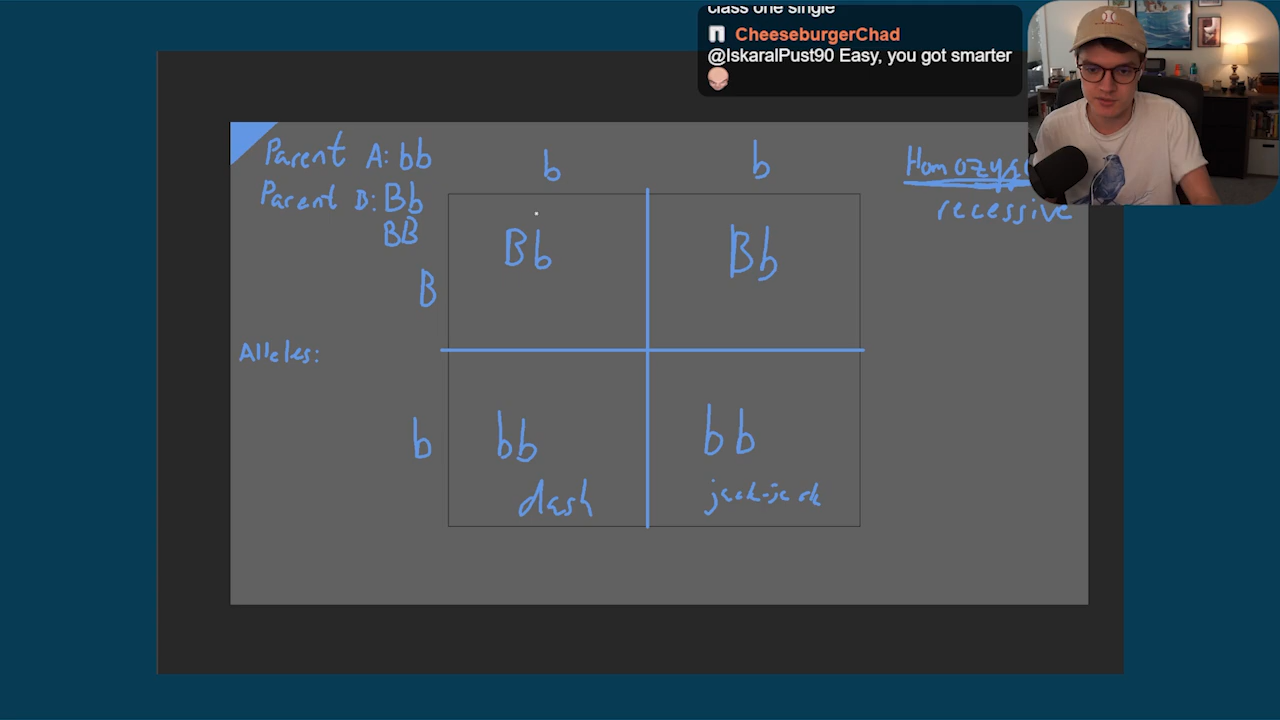 class one single
CheeseburgerChad
@IskaralPust90 Easy, you got smarter
Parent A: bb
Parent B: Bb
BB
b b
Homozyg
recessive
B
Bb Bb
Alleles:
b
bb bb
dash jack-jack